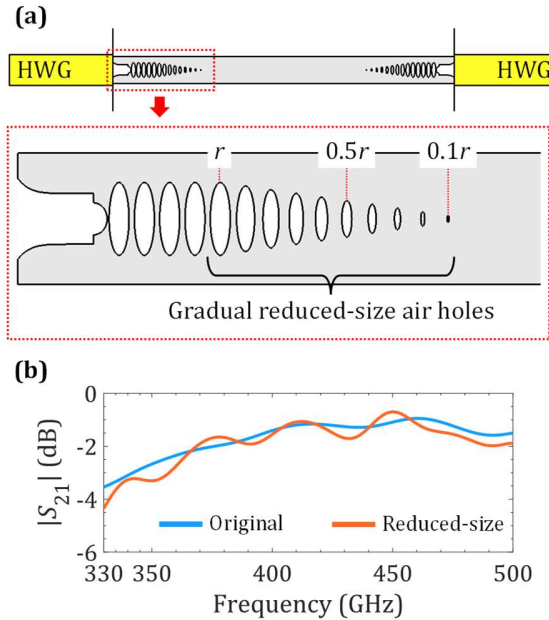 (a)
HWG
HWG
r 0.5r 0.1r
Gradual reduced-size air holes
(b)
|S21| (dB)
0
-2
-4
-6
Original
Reduced-size
330 350 400 450 500
Frequency (GHz)